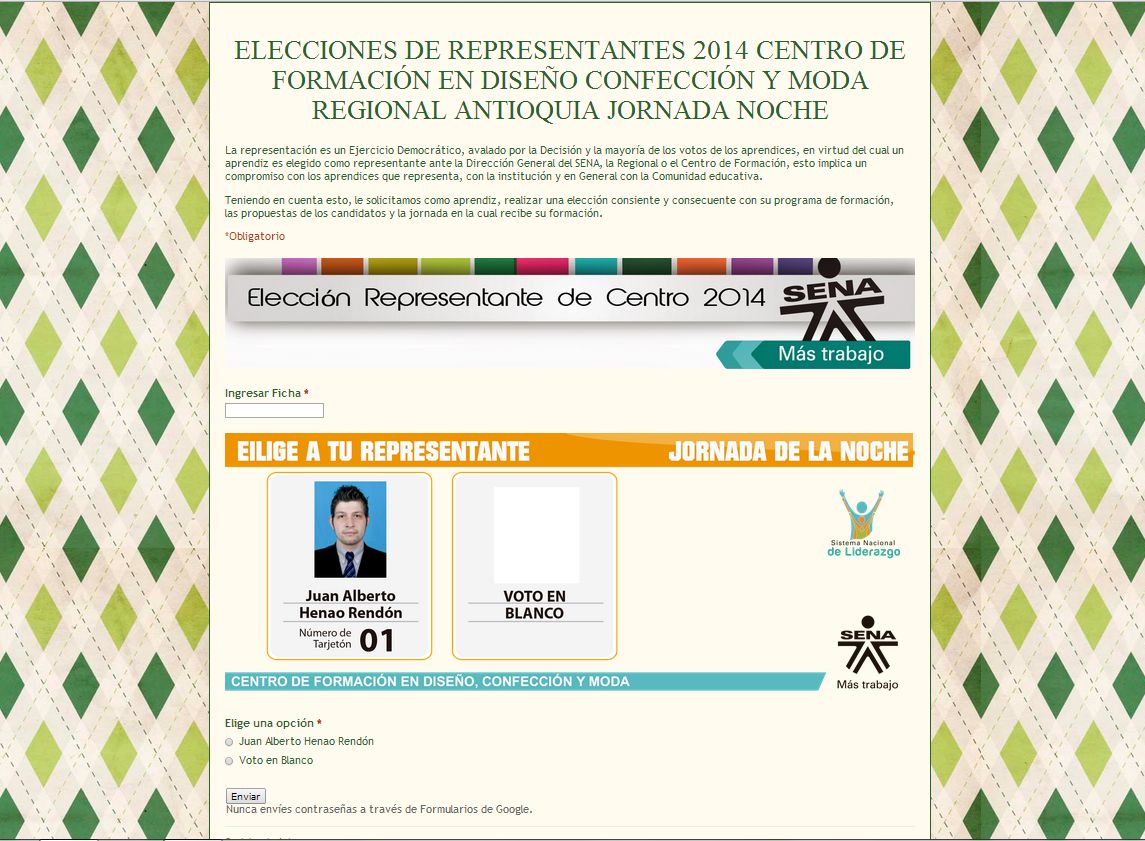 ELECCIONES DE REPRESENTANTES 2014 CENTRO DE
FORMACIÓN EN DISEÑO CONFECCIÓN Y MODA
REGIONAL ANTIOQUIA JORNADA NOCHE
La representación es un Ejercicio Democrático, avalado por la Decisión y la mayoría de los votos de los aprendices, en virtud del cual un
aprendiz es elegido como representante ante la Dirección General del SENA, la Regional o el Centro de Formación, esto implica un
compromiso con los aprendices que representa, con la institución y en General con la Comunidad educativa.
Teniendo en cuenta esto, le solicitamos como aprendiz, realizar una elección consiente y consecuente con su programa de formación,
las propuestas de los candidatos y la jornada en la cual recibe su formación.
*Obligatorio
Elección Representante de Centro 2014
SENA
Más trabajo
Ingresar Ficha *
EILIGE A TU REPRESENTANTE JORNADA DE LA NOCHE
Juan Alberto
Henao Rendón
Número de
Tarjetón 01
VOTO EN
BLANCO
Sistema Nacional
de Liderazgo
SENA
Más trabajo
CENTRO DE FORMACIÓN EN DISEÑO, CONFECCIÓN Y MODA
Elige una opción *
Juan Alberto Henao Rendón
Voto en Blanco
Enviar
Nunca envíes contraseñas a través de Formularios de Google.